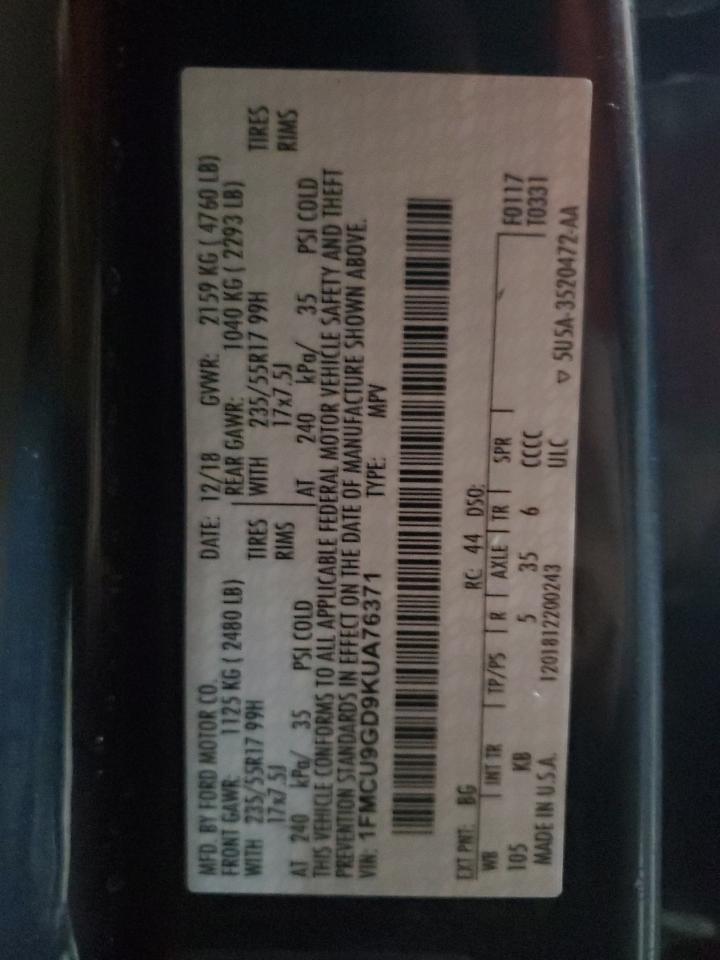 MFD. BY FORD MOTOR CO. DATE: 12/18 GVWR: 2159 KG ( 4760 LB)
FRONT GAWR: 1125 KG ( 2480 LB) REAR GAWR: 1040 KG ( 2293 LB)
WITH 235/55R17 99H TIRES WITH 235/55R17 99H TIRES
17x7.5J RIMS 17x7.5J RIMS
AT 240 kPa/ 35 PSI COLD AT 240 kPa/ 35 PSI COLD
THIS VEHICLE CONFORMS TO ALL APPLICABLE FEDERAL MOTOR VEHICLE SAFETY AND THEFT
PREVENTION STANDARDS IN EFFECT ON THE DATE OF MANUFACTURE SHOWN ABOVE.
VIN: 1FMCU9GD9KUA76371 TYPE: MPV
EXT PNT: BG RC: 44 DSO:
WB INT TR TP/PS R AXLE TR SPR F0117
105 KB 5 35 6 CCCC T0331
MADE IN U.S.A. 1201812200243 ULC ▽ 5U5A-3520472-AA